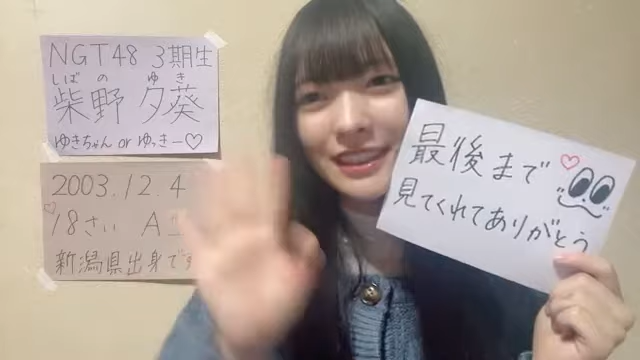 NGT48 3期生
しばの ゆき
柴野 夕葵
ゆきちゃん or ゆっきー♡
2003.12.4
18さい A
新潟県出身です
最後まで
見てくれてありがとう